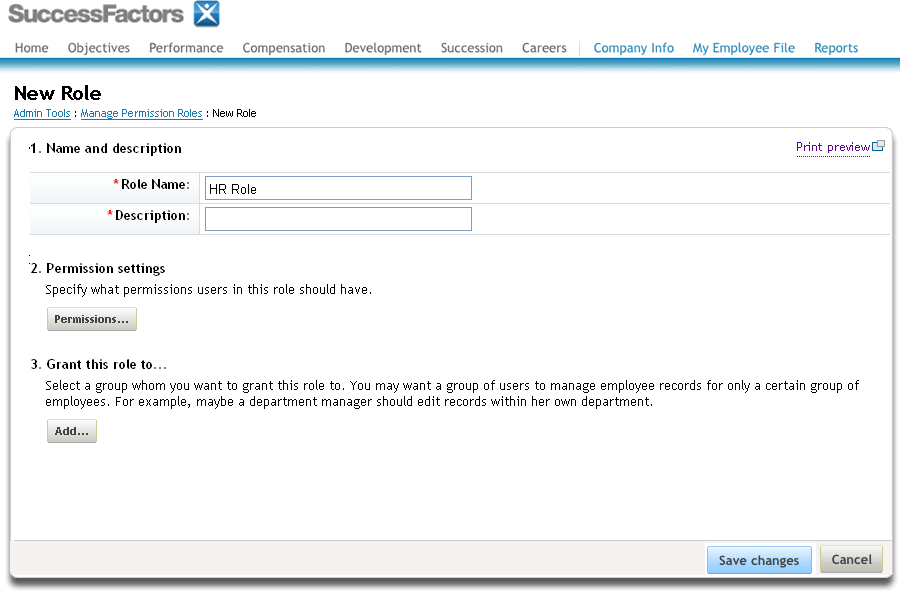 SuccessFactors
Home Objectives Performance Compensation Development Succession Careers Company Info My Employee File Reports
New Role
Admin Tools : Manage Permission Roles : New Role
1. Name and description
Print preview
*Role Name: HR Role
*Description:
2. Permission settings
Specify what permissions users in this role should have.
Permissions...
3. Grant this role to...
Select a group whom you want to grant this role to. You may want a group of users to manage employee records for only a certain group of
employees. For example, maybe a department manager should edit records within her own department.
Add...
Save changes Cancel